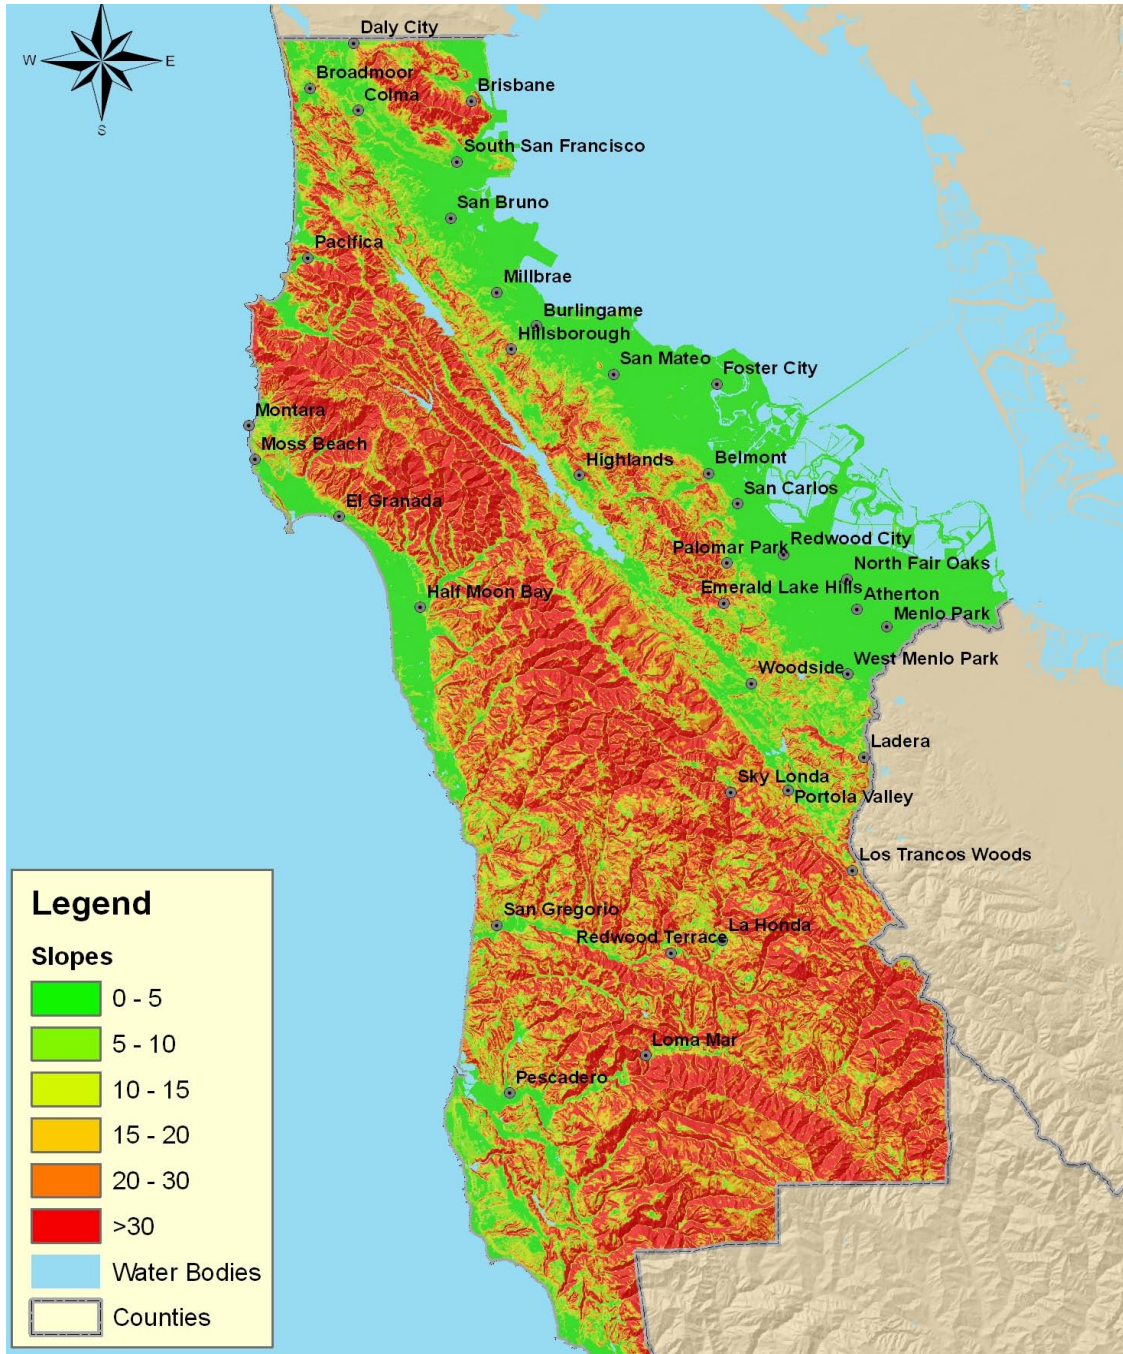 Daly City
W
E
S
Broadmoor
Brisbane
Colma
South San Francisco
San Bruno
Pacifica
Millbrae
Burlingame
Hillsborough
San Mateo
Foster City
Montara
Moss Beach
Highlands
Belmont
San Carlos
El Granada
Redwood City
Palomar Park
North Fair Oaks
Half Moon Bay
Emerald Lake Hills
Atherton
Menlo Park
Woodside
West Menlo Park
Ladera
Sky Londa
Portola Valley
Los Trancos Woods
San Gregorio
La Honda
Redwood Terrace
Loma Mar
Pescadero
Legend
Slopes
0 - 5
5 - 10
10 - 15
15 - 20
20 - 30
>30
Water Bodies
Counties